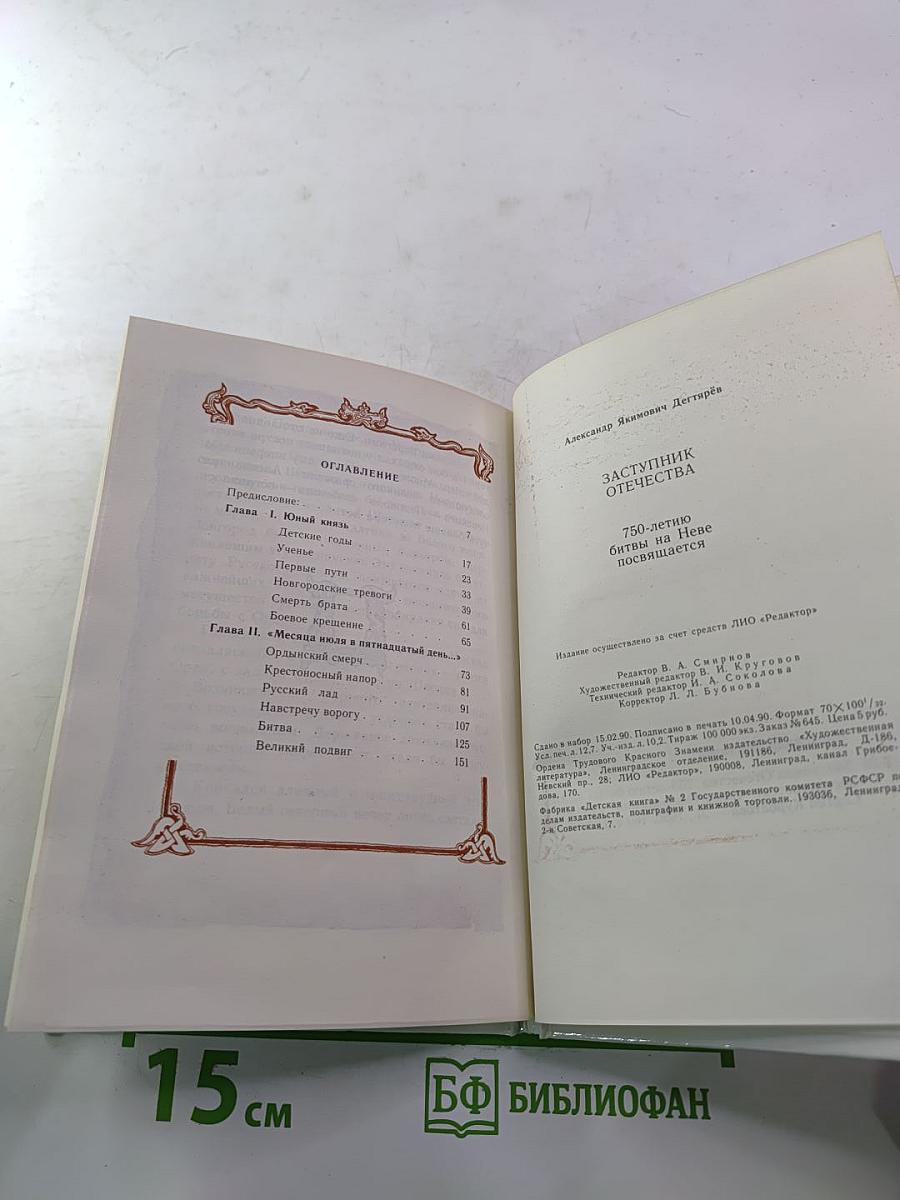 ОГЛАВЛЕНИЕ
Предисловие: . . . . . . . . 7
Глава I. Юный князь
Детские годы . . . . . . 17
Ученье . . . . . . 23
Первые пути . . . . . . 33
Новгородские тревоги . . . . 39
Смерть брата . . . . . . 61
Боевое крещение . . . . . 65
Глава II. «Месяца июля в пятнадцатый день...»
Ордынский смерч . . . . . 73
Крестоносный напор . . . . 81
Русский лад . . . . . . 91
Навстречу ворогу . . . . . 107
Битва . . . . . . 125
Великий подвиг . . . . . 151
Александр Якимович Дегтярёв
ЗАСТУПНИК
ОТЕЧЕСТВА
750-летию
битвы на Неве
посвящается
Издание осуществлено за счет средств ЛИО «Редактор»
Редактор В. А. Смирнов
Художественный редактор В. И. Круговов
Технический редактор И. А. Соколова
Корректор Л. Л. Бубнова
Сдано в набор 15.02.90. Подписано в печать 10.04.90. Формат 70×100¹/₃₂.
Усл. печ. л. 12,7. Уч.-изд. л. 10,2. Тираж 100 000 экз. Заказ № 645. Цена 5 руб.
Ордена Трудового Красного Знамени издательство «Художественная
литература», Ленинградское отделение, 191186, Ленинград, Д-186,
Невский пр., 28; ЛИО «Редактор», 190008, Ленинград, канал Грибое-
дова, 170.
Фабрика «Детская книга» № 2 Государственного комитета РСФСР по
делам издательств, полиграфии и книжной торговли. 193036, Ленинград,
2-я Советская, 7.
15 см
БФ БИБЛИОФАН